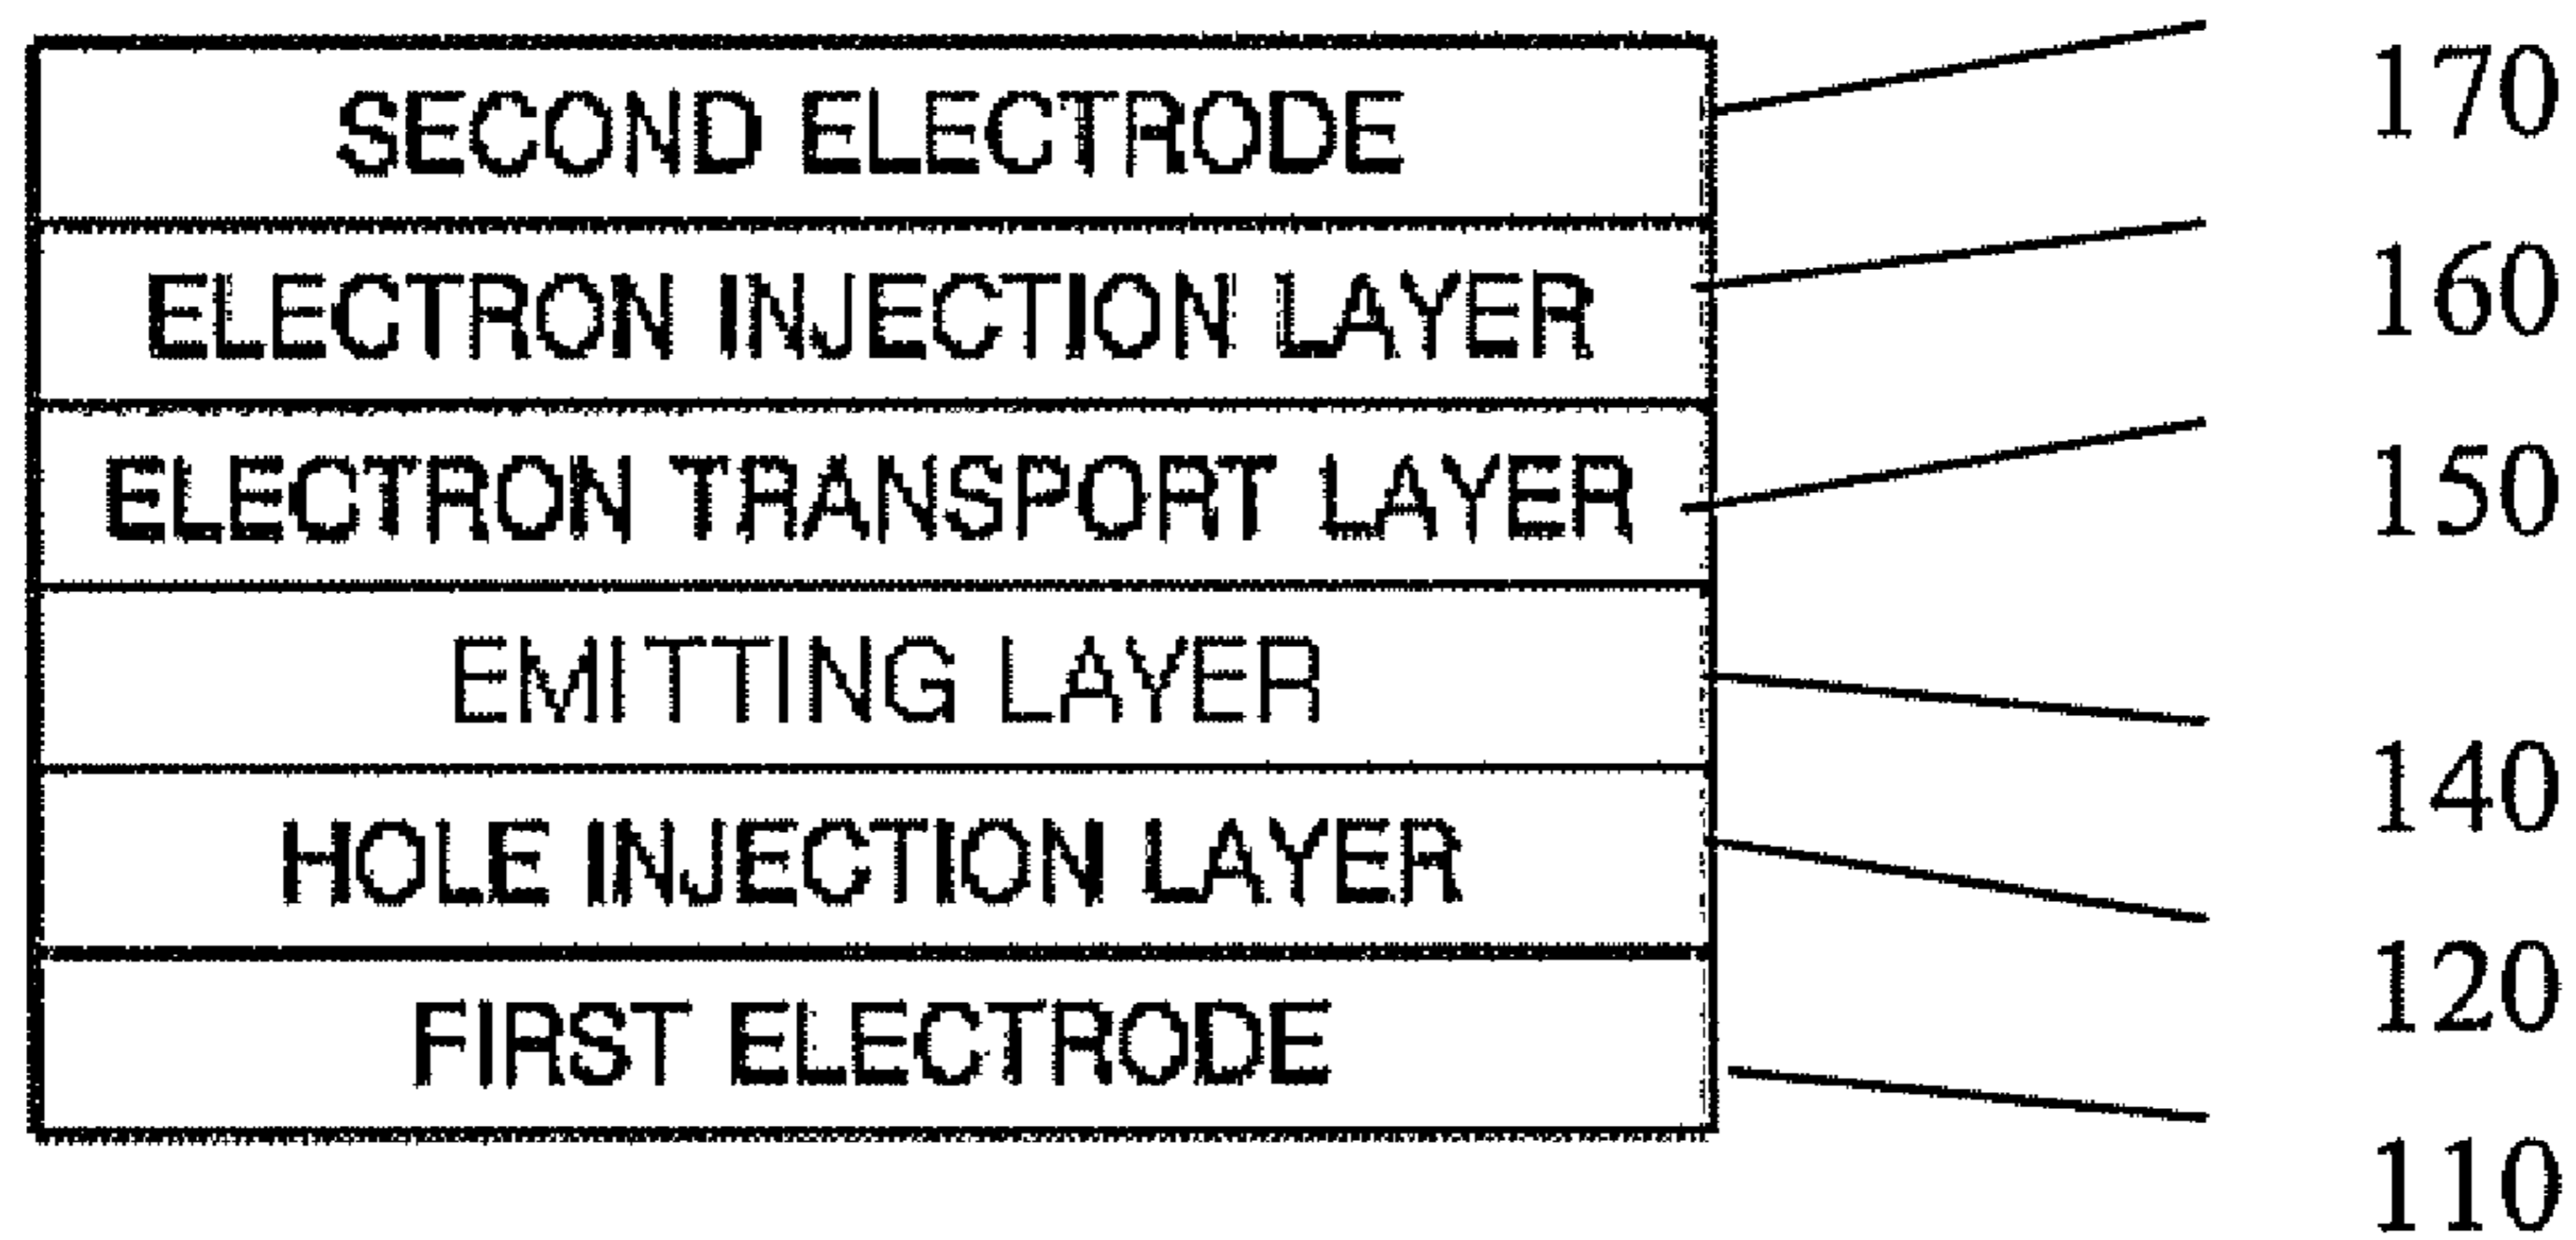 SECOND ELECTRODE 170
ELECTRON INJECTION LAYER 160
ELECTRON TRANSPORT LAYER 150
EMITTING LAYER 140
HOLE INJECTION LAYER 120
FIRST ELECTRODE 110